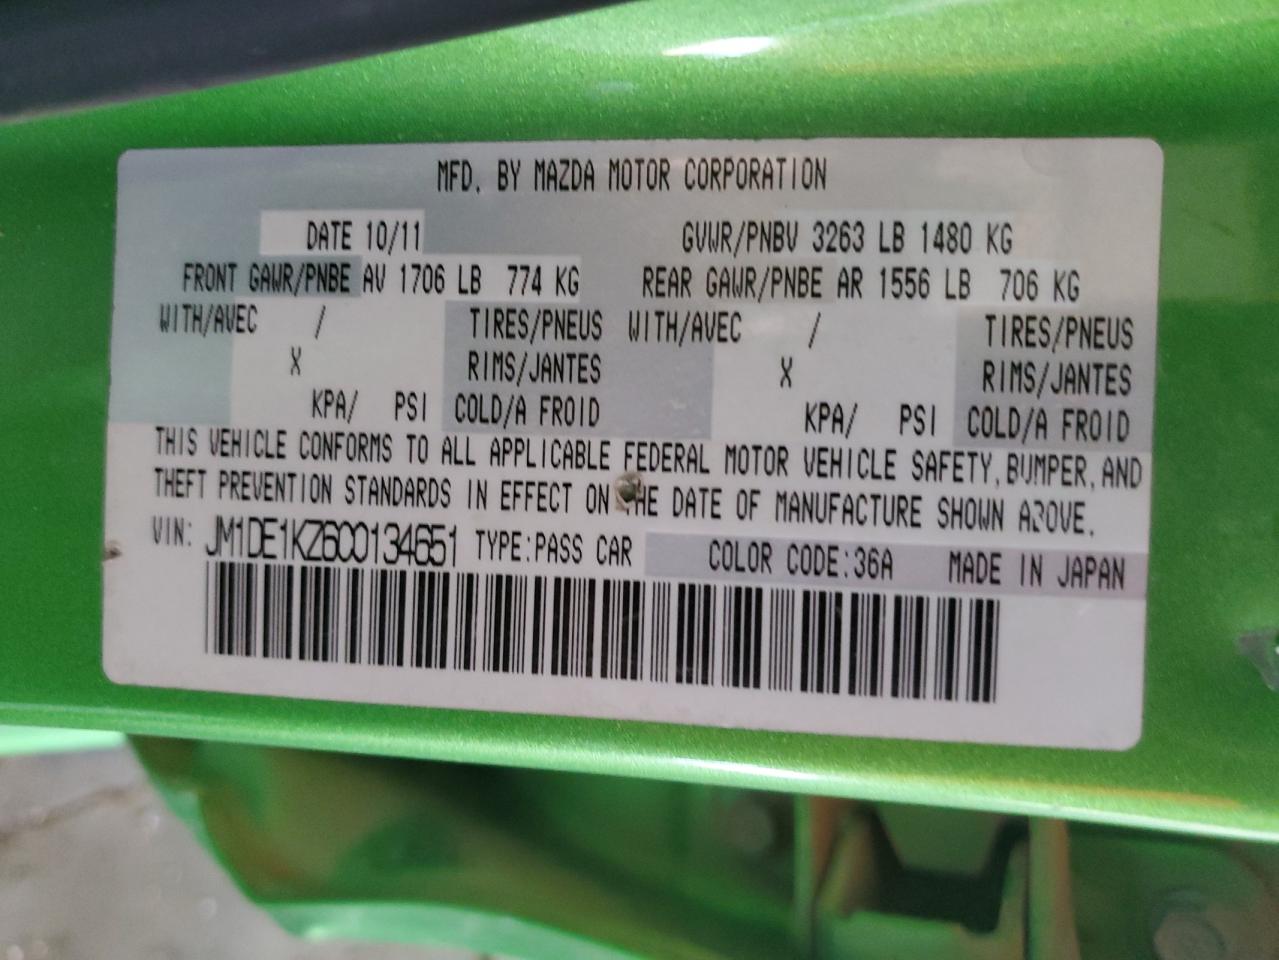 MFD. BY MAZDA MOTOR CORPORATION
DATE 10/11 GVWR/PNBV 3263 LB 1480 KG
FRONT GAWR/PNBE AV 1706 LB 774 KG REAR GAWR/PNBE AR 1556 LB 706 KG
WITH/AVEC / TIRES/PNEUS WITH/AVEC / TIRES/PNEUS
X RIMS/JANTES X RIMS/JANTES
KPA/ PSI COLD/A FROID KPA/ PSI COLD/A FROID
THIS VEHICLE CONFORMS TO ALL APPLICABLE FEDERAL MOTOR VEHICLE SAFETY, BUMPER, AND
THEFT PREVENTION STANDARDS IN EFFECT ON THE DATE OF MANUFACTURE SHOWN ABOVE.
VIN: JM1DE1KZ6C0134651 TYPE:PASS CAR COLOR CODE:36A MADE IN JAPAN